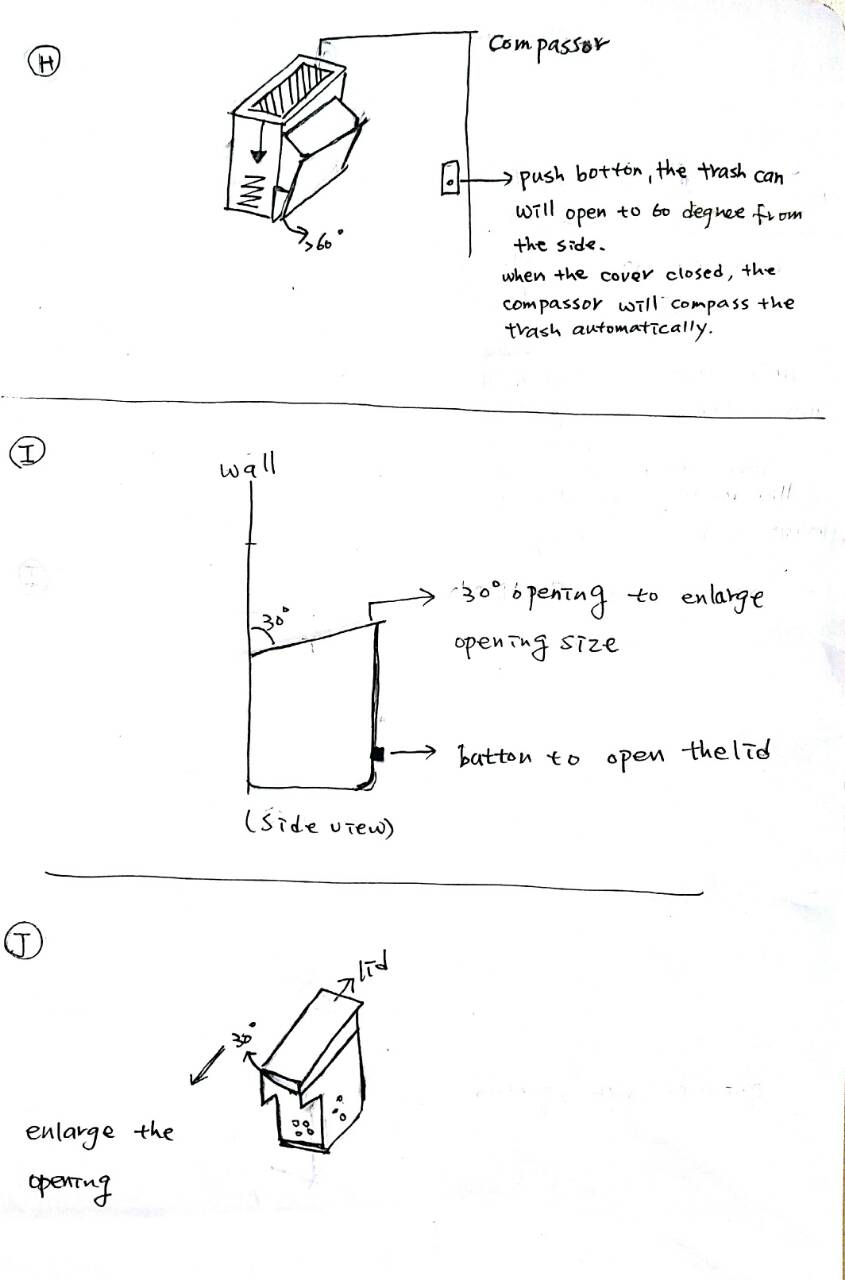 H
Compassor
push botton, the trash can
will open to 60 degree from
the side.
when the cover closed, the
compassor will compass the
trash automatically.
>60°
I
wall
30°
30° opening to enlarge
opening size
button to open the lid
(side view)
J
lid
30°
enlarge the
opening